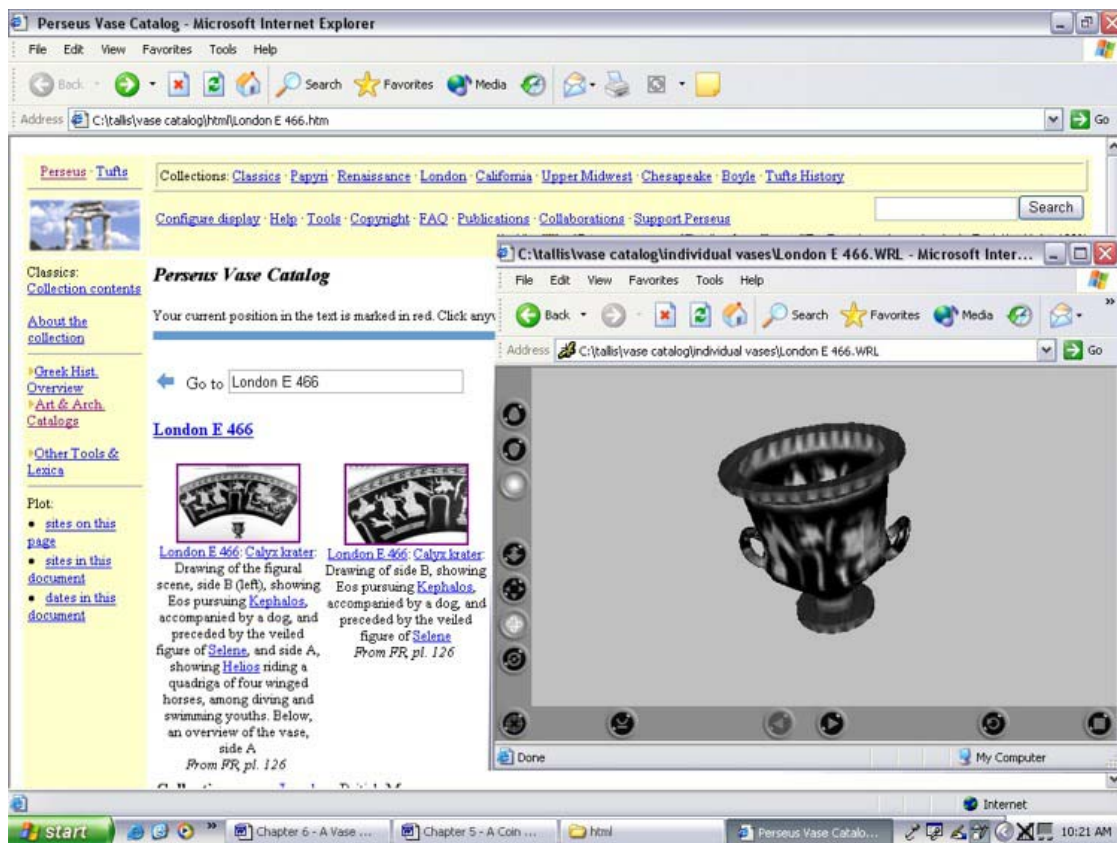 Perseus Vase Catalog - Microsoft Internet Explorer
File Edit View Favorites Tools Help
Back Search Favorites Media
Address C:\tallis\vase catalog\html\London E 466.htm Go
Perseus · Tufts
Collections: Classics · Papyri · Renaissance · London · California · Upper Midwest · Chesapeake · Boyle · Tufts History
Configure display · Help · Tools · Copyright · FAQ · Publications · Collaborations · Support Perseus
Search
Classics:
Collection contents
About the
collection
Greek Hist.
Overview
Art & Arch.
Catalogs
Other Tools &
Lexica
Plot:
• sites on this
page
• sites in this
document
• dates in this
document
Perseus Vase Catalog
Your current position in the text is marked in red. Click
Go to London E 466
London E 466
London E 466: Calyx krater:
Drawing of the figural
scene, side B (left), showing
Eos pursuing Kephalos,
accompanied by a dog, and
preceded by the veiled
figure of Selene, and side A,
showing Helios riding a
quadriga of four winged
horses, among diving and
swimming youths. Below,
an overview of the vase,
side A
From FR, pl. 126
London E 466: Calyx krater:
Drawing of side B, showing
Eos pursuing Kephalos,
accompanied by a dog, and
preceded by the veiled
figure of Selene
From FR, pl. 126
C:\tallis\vase catalog\individual vases\London E 466.WRL - Microsoft Inter...
File Edit View Favorites Tools Help
Back Search Favorites Media
Address C:\tallis\vase catalog\individual vases\London E 466.WRL Go
Done My Computer
Internet
start Chapter 6 - A Vase ... Chapter 5 - A Coin ... html Perseus Vase Catalo... 10:21 AM